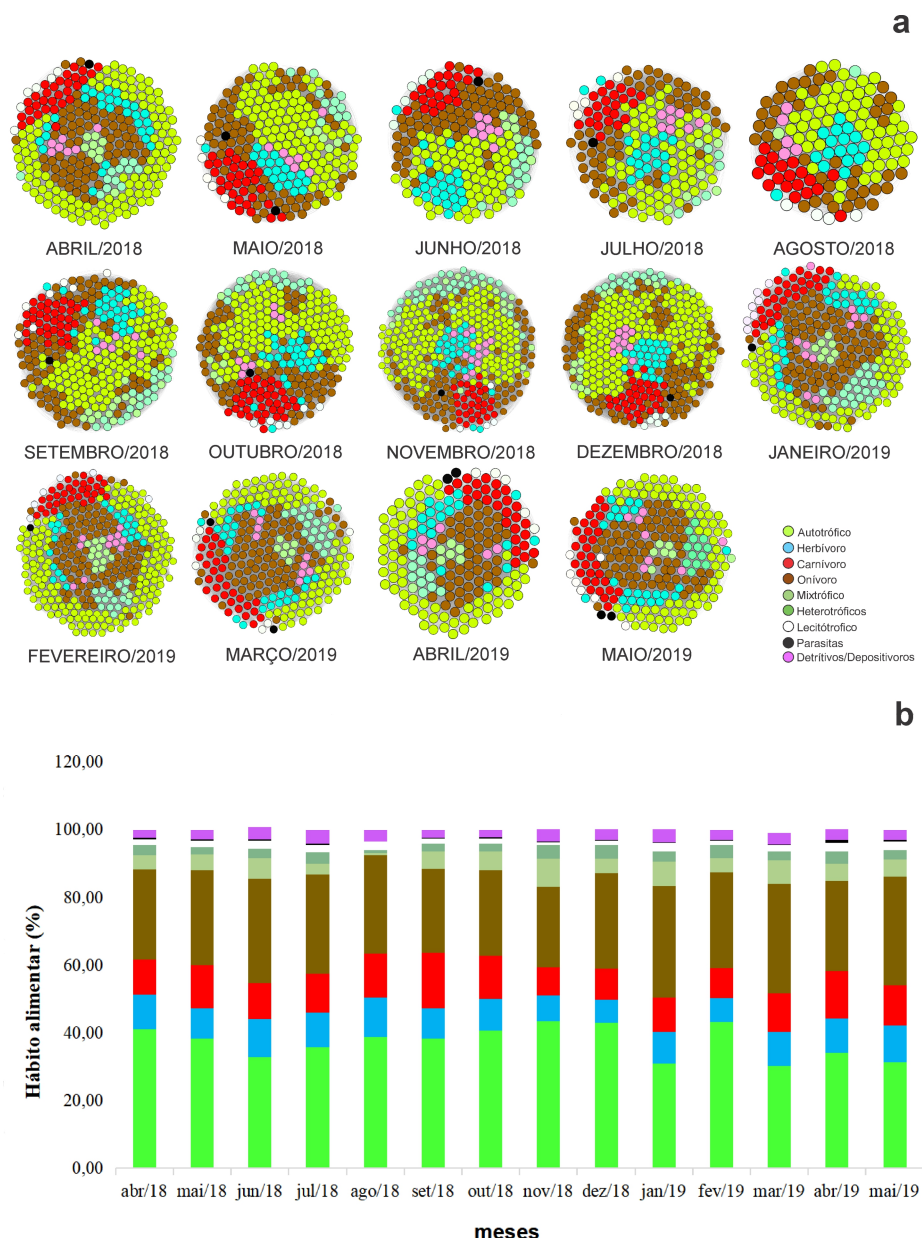 a
ABRIL/2018
MAIO/2018
JUNHO/2018
JULHO/2018
AGOSTO/2018
SETEMBRO/2018
OUTUBRO/2018
NOVEMBRO/2018
DEZEMBRO/2018
JANEIRO/2019
FEVEREIRO/2019
MARÇO/2019
ABRIL/2019
MAIO/2019
Autotrófico
Herbívoro
Carnívoro
Onívoro
Mixtrófico
Heterotróficos
Lecitótrofico
Parasitas
Detritivos/Depositivoros
b
Hábito alimentar (%)
120,00
100,00
80,00
60,00
40,00
20,00
0,00
abr/18
mai/18
jun/18
jul/18
ago/18
set/18
out/18
nov/18
dez/18
jan/19
fev/19
mar/19
abr/19
mai/19
meses